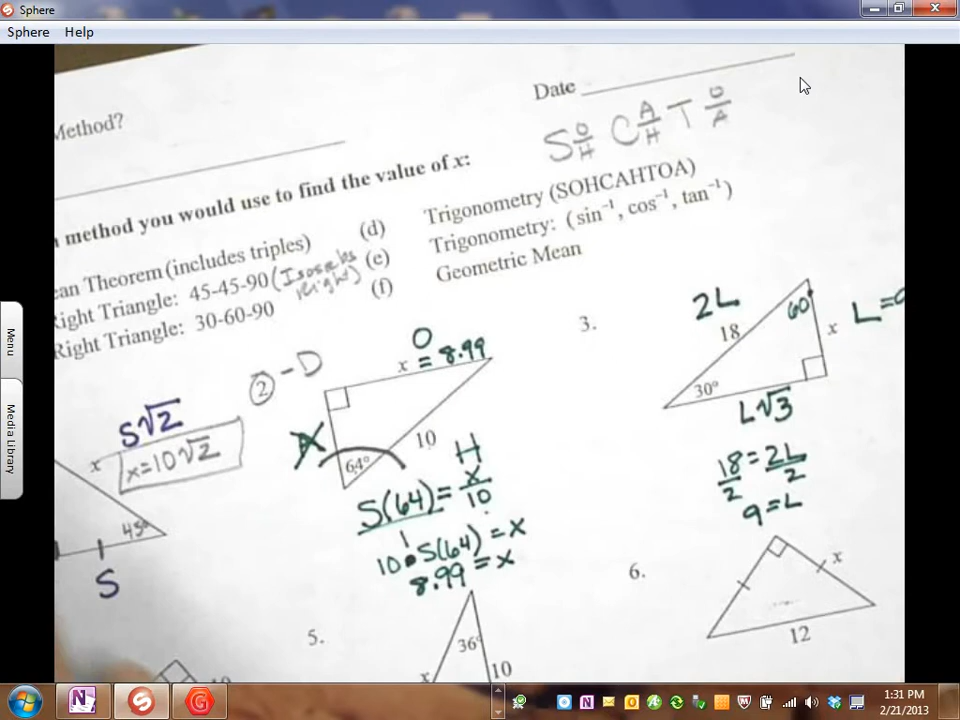 Sphere
Sphere Help
Date
Method?
S O/H C A/H T O/A
method you would use to find the value of x:
Theorem (includes triples)
Right Triangle: 45-45-90 (Isosceles Right)
Right Triangle: 30-60-90
(d) Trigonometry (SOHCAHTOA)
(e) Trigonometry: (sin⁻¹, cos⁻¹, tan⁻¹)
(f) Geometric Mean
S√2
x
x=10√2
45°
S
2 - D
O
x = 8.99
A
10
H
64°
S(64) = x/10
1
10 • S(64) = x
8.99 = x
3.
2L
18
60°
x
L=9
30°
L√3
18/2 = 2L/2
9 = L
5.
36°
x
10
6.
x
12
Menu
Media Library
1:31 PM
2/21/2013